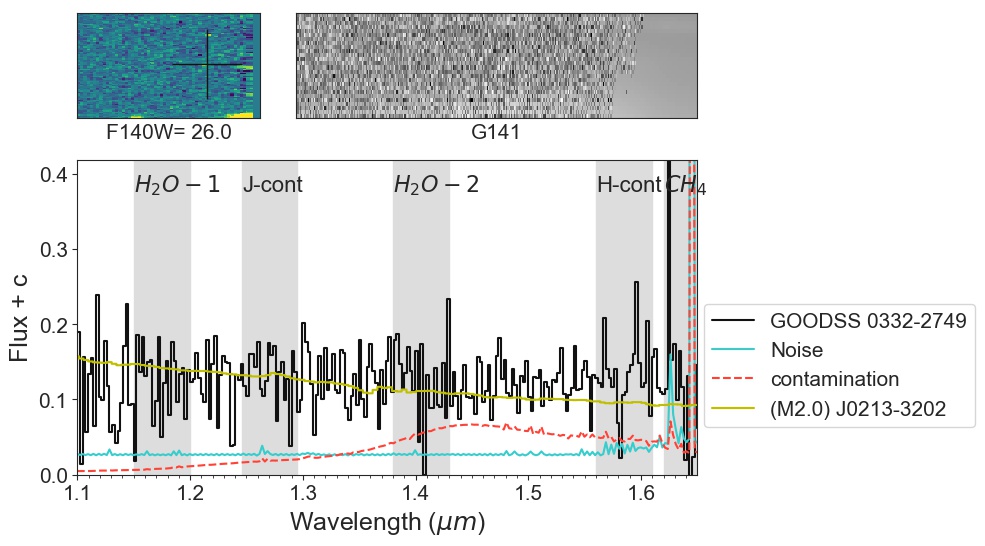 F140W= 26.0
G141
H₂O − 1
J-cont
H₂O − 2
H-cont
CH₄
Flux + c
0.4
0.3
0.2
0.1
0.0
1.1
1.2
1.3
1.4
1.5
1.6
Wavelength (μm)
GOODSS 0332-2749
Noise
contamination
(M2.0) J0213-3202